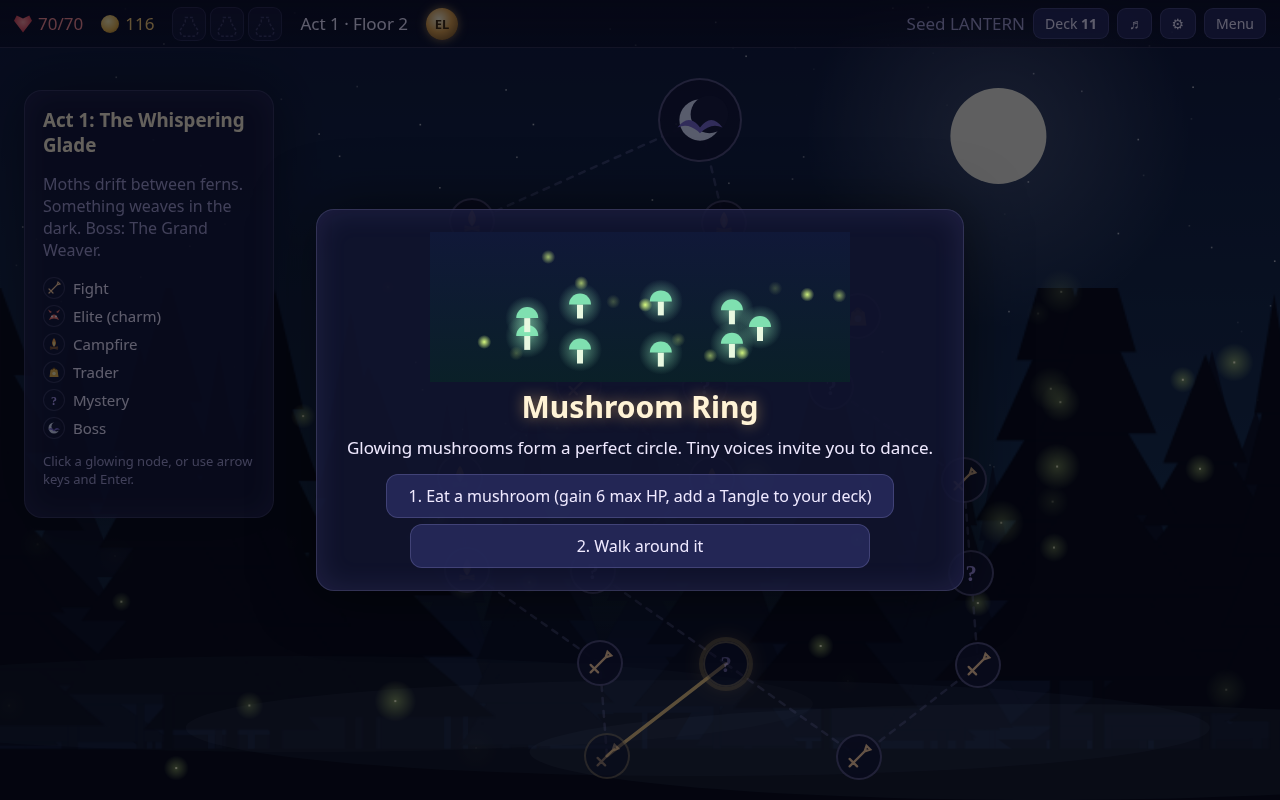 70/70 116 Act 1 · Floor 2 EL Seed LANTERN Deck 11 ♬ ⚙ Menu
Act 1: The Whispering
Glade
Moths drift between ferns.
Something weaves in the
dark. Boss: The Grand
Weaver.
Fight
Elite (charm)
Campfire
Trader
? Mystery
Boss
Click a glowing node, or use arrow
keys and Enter.
Mushroom Ring
Glowing mushrooms form a perfect circle. Tiny voices invite you to dance.
1. Eat a mushroom (gain 6 max HP, add a Tangle to your deck)
2. Walk around it
?
?